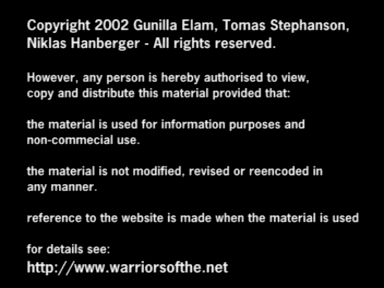 Copyright 2002 Gunilla Elam, Tomas Stephanson,
Niklas Hanberger - All rights reserved.
However, any person is hereby authorised to view,
copy and distribute this material provided that:
the material is used for information purposes and
non-commecial use.
the material is not modified, revised or reencoded in
any manner.
reference to the website is made when the material is used
for details see:
http://www.warriorsofthe.net